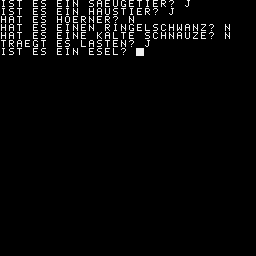 IST ES EIN SAEUGETIER? J
IST ES EIN HAUSTIER? J
HAT ES HOERNER? N
HAT ES EINEN RINGELSCHWANZ? N
HAT ES EINE KALTE SCHNAUZE? N
TRAEGT ES LASTEN? J
IST ES EIN ESEL?